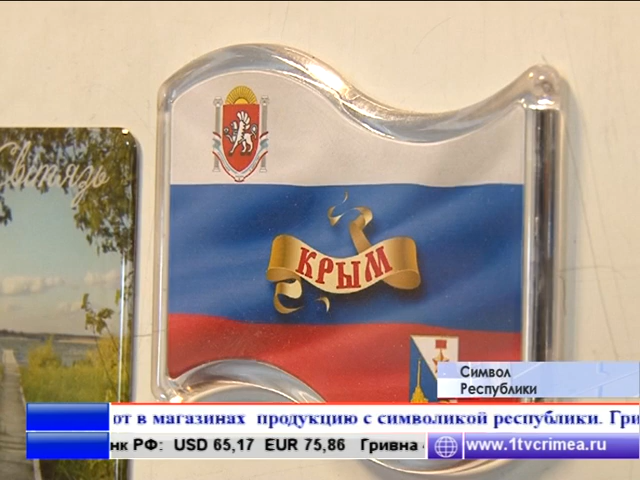 Свитязь
КРЫМ
Символ
Республики
от в магазинах продукцию с символикой республики. Гри
нк РФ: USD 65,17 EUR 75,86 Гривна
www.1tvcrimea.ru